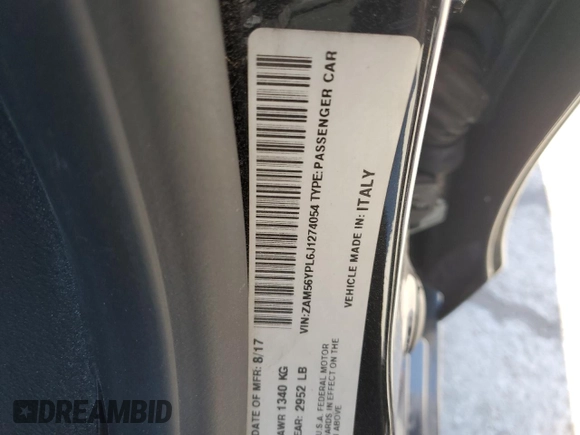 DATE OF MFR: 8/17
AWR 1340 KG
EAR: 2952 LB
U.S.A. FEDERAL MOTOR
ARDS IN EFFECT ON THE
ABOVE
VIN:ZAM56YPL6J1274054 TYPE:PASSENGER CAR
VEHICLE MADE IN: ITALY
DREAMBID